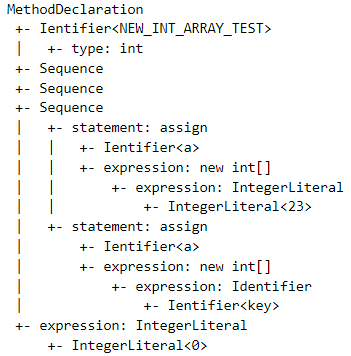 MethodDeclaration
+- Ientifier<NEW_INT_ARRAY_TEST>
|  +- type: int
+- Sequence
+- Sequence
+- Sequence
|  +- statement: assign
|  |  +- Ientifier<a>
|  |  +- expression: new int[]
|  |      +- expression: IntegerLiteral
|  |          +- IntegerLiteral<23>
|  +- statement: assign
|      +- Ientifier<a>
|      +- expression: new int[]
|          +- expression: Identifier
|              +- Ientifier<key>
+- expression: IntegerLiteral
    +- IntegerLiteral<0>